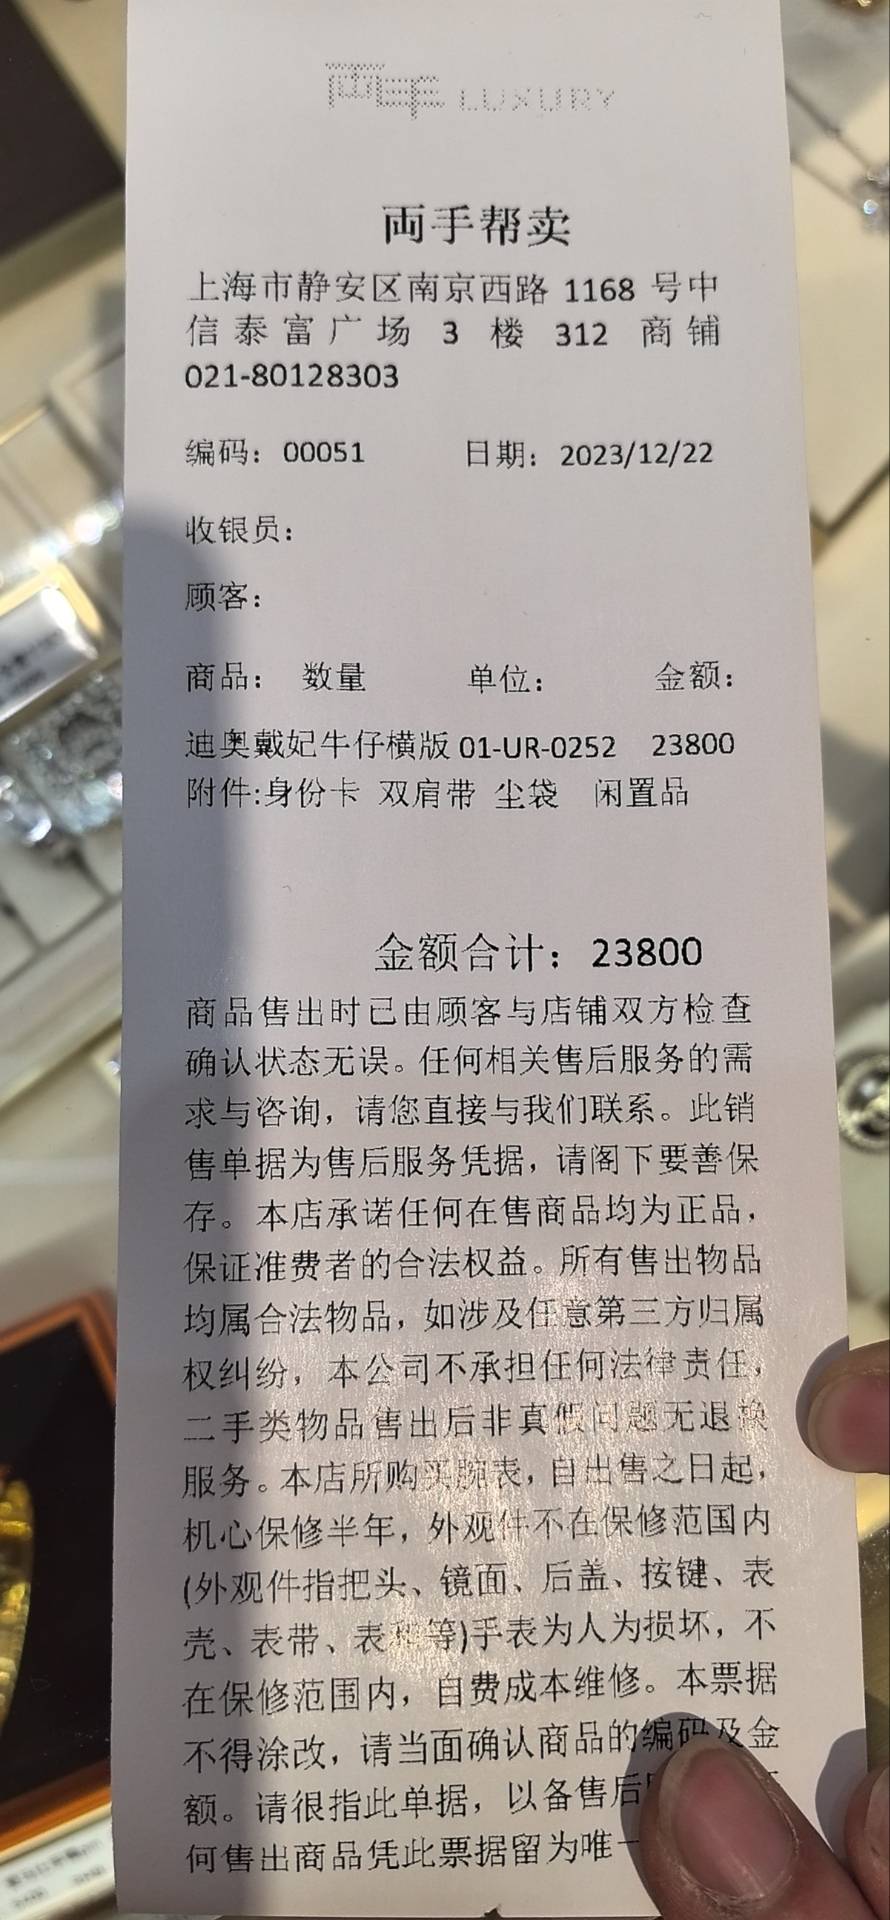 両手 LUXURY
両手帮卖
上海市静安区南京西路 1168 号中
信泰富广场 3 楼 312 商铺
021-80128303
编码：00051 日期：2023/12/22
收银员：
顾客：
商品： 数量 单位： 金额：
迪奥戴妃牛仔横版 01-UR-0252 23800
附件:身份卡 双肩带 尘袋 闲置品
金额合计：23800
商品售出时已由顾客与店铺双方检查
确认状态无误。任何相关售后服务的需
求与咨询，请您直接与我们联系。此销
售单据为售后服务凭据，请阁下要善保
存。本店承诺任何在售商品均为正品，
保证准费者的合法权益。所有售出物品
均属合法物品，如涉及任意第三方归属
权纠纷，本公司不承担任何法律责任，
二手类物品售出后非真假问题无退换
服务。本店所购买腕表，自出售之日起，
机心保修半年，外观件不在保修范围内
(外观件指把头、镜面、后盖、按键、表
壳、表带、表 等)手表为人为损坏，不
在保修范围内，自费成本维修。本票据
不得涂改，请当面确认商品的编码及金
额。请很指此单据，以备售后
何售出商品凭此票据留为唯一